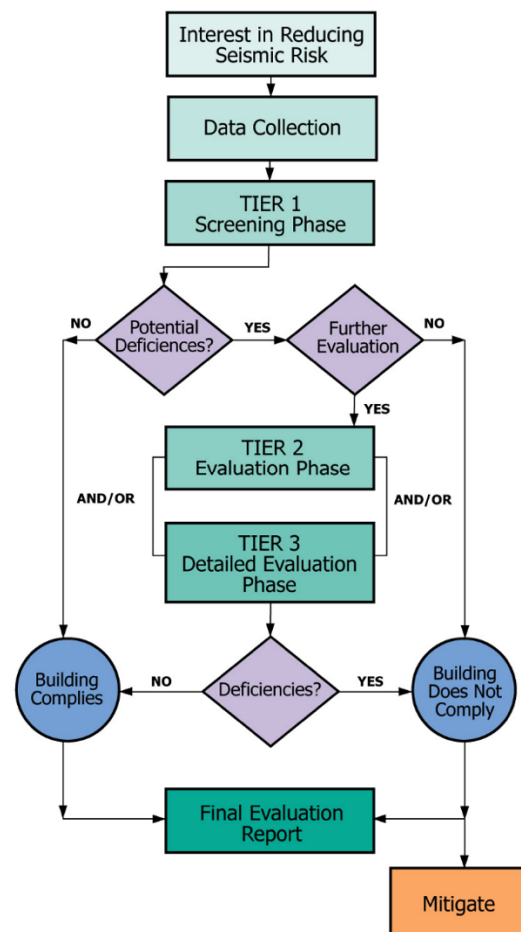 Interest in Reducing
Seismic Risk
Data Collection
TIER 1
Screening Phase
NO
Potential
Deficiences?
YES
Further
Evaluation
NO
YES
TIER 2
Evaluation Phase
AND/OR
AND/OR
TIER 3
Detailed Evaluation
Phase
Building
Complies
NO
Deficiencies?
YES
Building
Does Not
Comply
Final Evaluation
Report
Mitigate